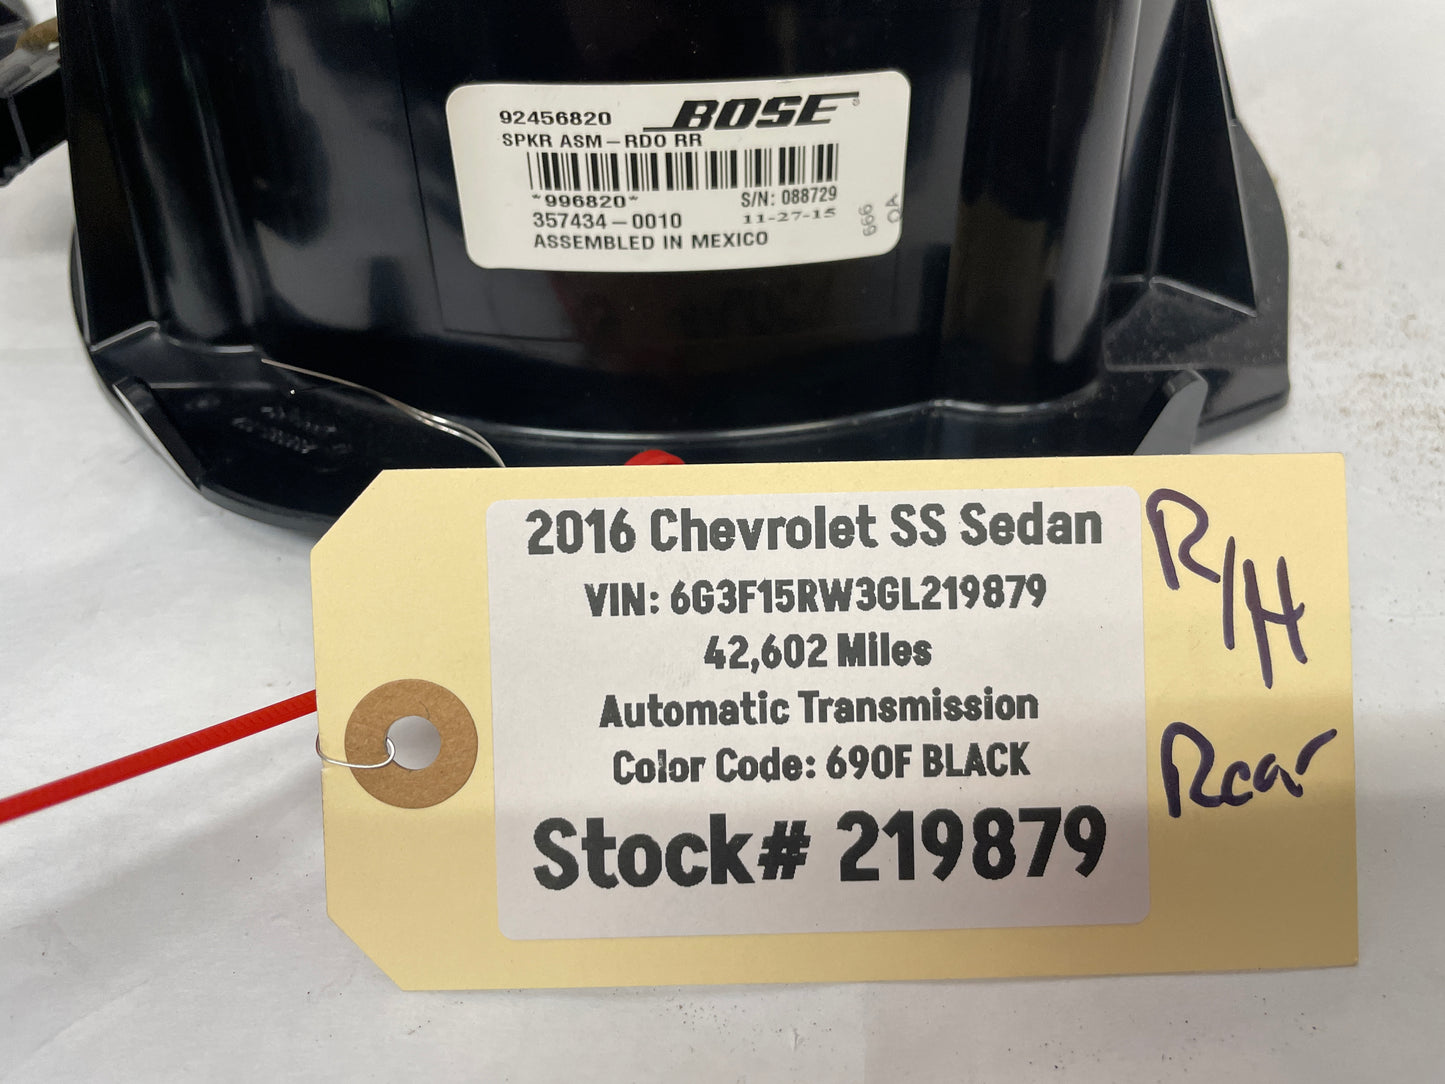 92456820 BOSE®
SPKR ASM-RDO RR
*996820* S/N: 088729
357434-0010 11-27-15
ASSEMBLED IN MEXICO
666
QA
2016 Chevrolet SS Sedan
VIN: 6G3F15RW3GL219879
42,602 Miles
Automatic Transmission
Color Code: 690F BLACK
Stock# 219879
R/H
Rear